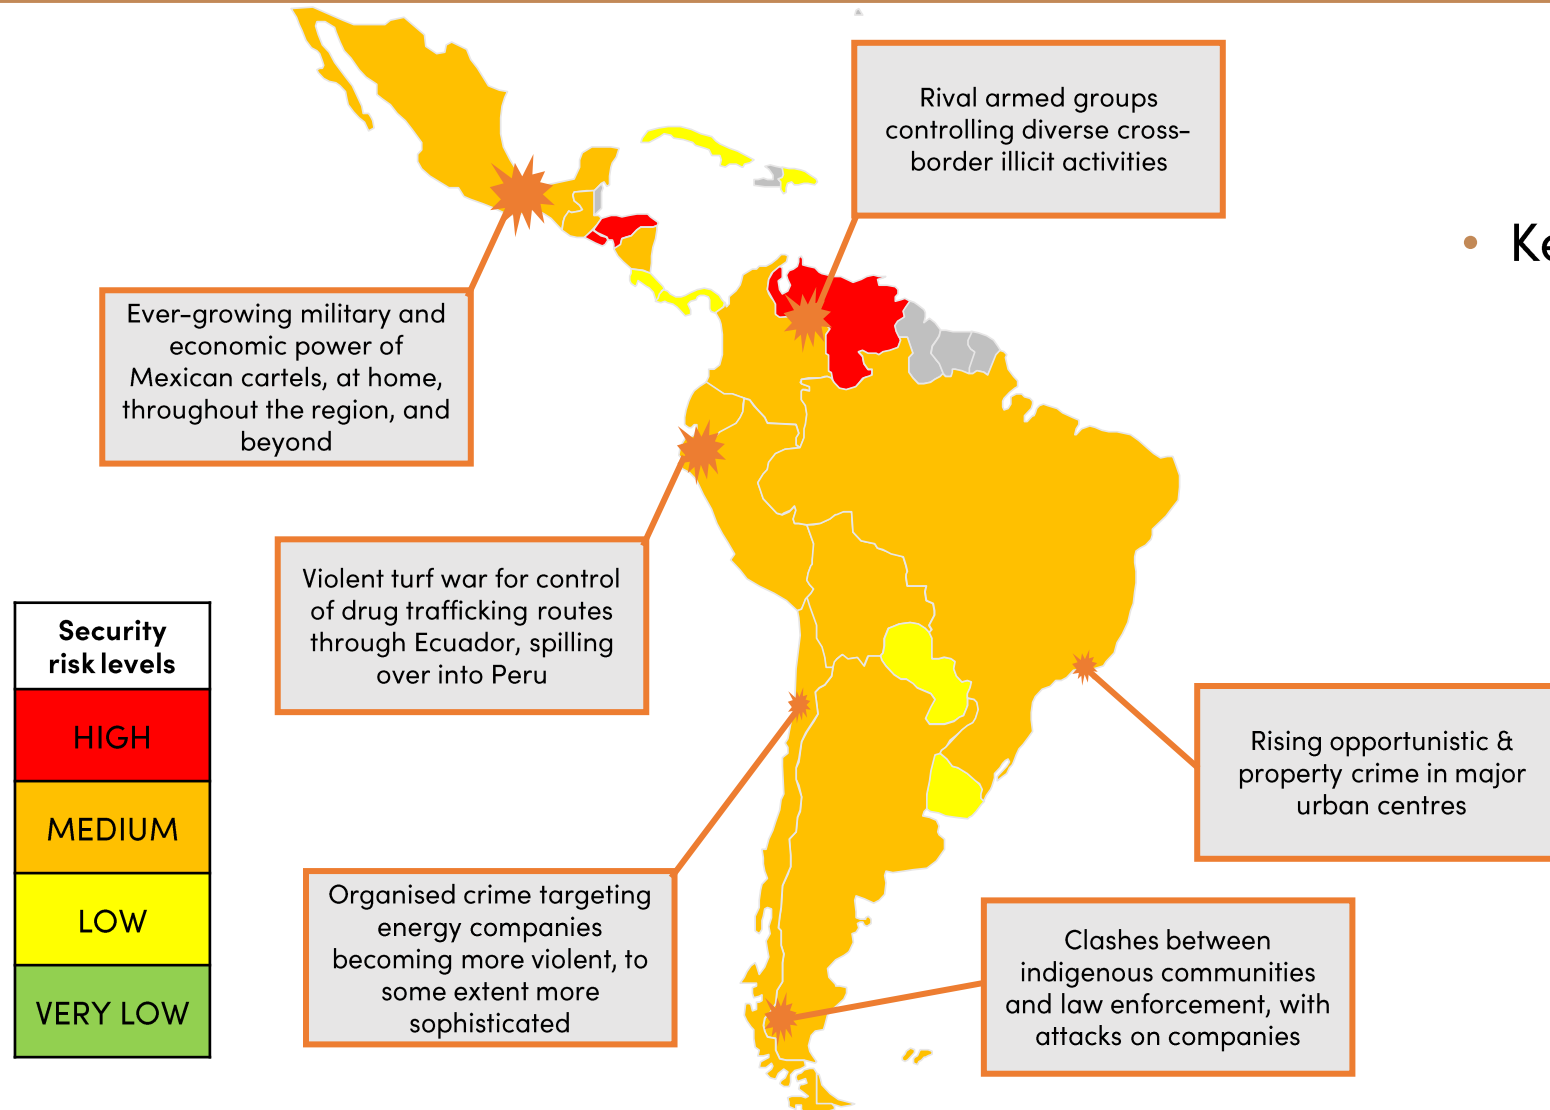 Rival armed groups
controlling diverse cross-
border illicit activities
• Ke
Ever-growing military and
economic power of
Mexican cartels, at home,
throughout the region, and
beyond
Violent turf war for control
of drug trafficking routes
through Ecuador, spilling
over into Peru
Security
risk levels
HIGH
MEDIUM
LOW
VERY LOW
Rising opportunistic &
property crime in major
urban centres
Organised crime targeting
energy companies
becoming more violent, to
some extent more
sophisticated
Clashes between
indigenous communities
and law enforcement, with
attacks on companies